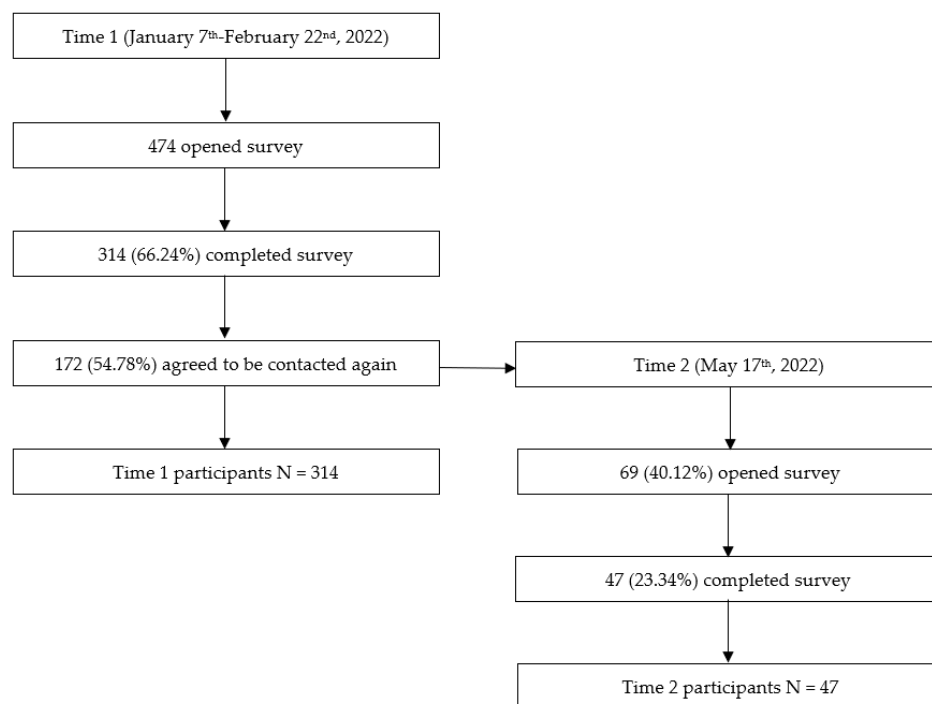 Time 1 (January 7th-February 22nd, 2022)
474 opened survey
314 (66.24%) completed survey
172 (54.78%) agreed to be contacted again
Time 1 participants N = 314
Time 2 (May 17th, 2022)
69 (40.12%) opened survey
47 (23.34%) completed survey
Time 2 participants N = 47